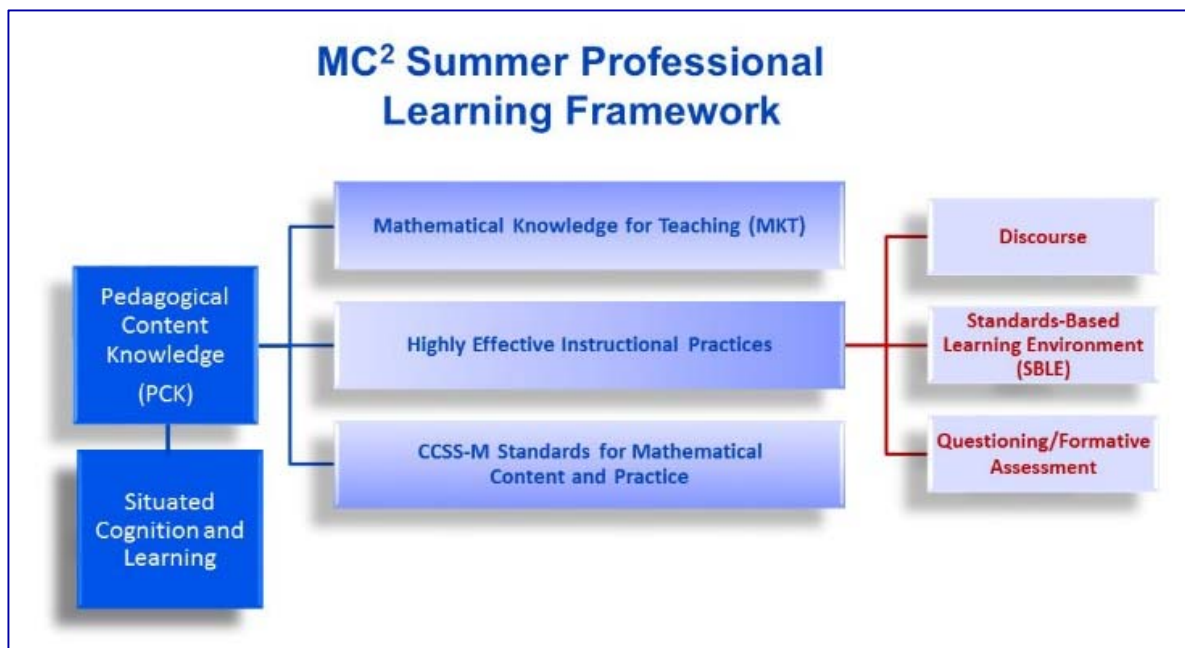 MC² Summer Professional
Learning Framework
Mathematical Knowledge for Teaching (MKT)
Discourse
Pedagogical
Content
Knowledge
(PCK)
Highly Effective Instructional Practices
Standards-Based
Learning Environment
(SBLE)
CCSS-M Standards for Mathematical
Content and Practice
Questioning/Formative
Assessment
Situated
Cognition and
Learning